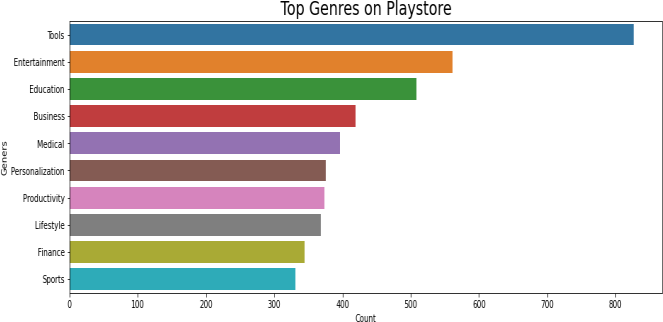 Top Genres on Playstore
Tools
Entertainment
Education
Business
Medical
Personalization
Productivity
Lifestyle
Finance
Sports
Geners
0 100 200 300 400 500 600 700 800
Count